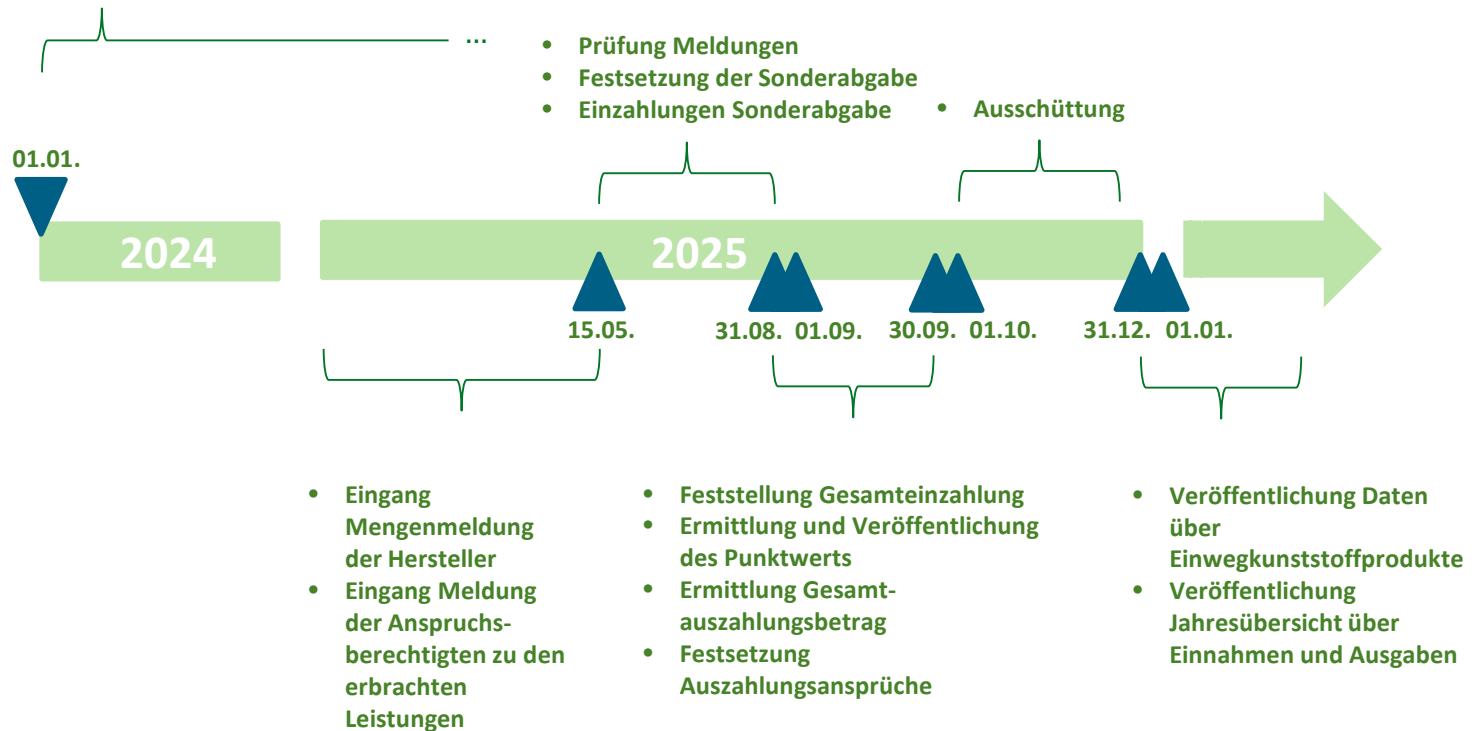 ...
• Prüfung Meldungen
• Festsetzung der Sonderabgabe
• Einzahlungen Sonderabgabe
• Ausschüttung
01.01.
2024
2025
15.05.
31.08. 01.09.
30.09. 01.10.
31.12. 01.01.
• Eingang
Mengenmeldung
der Hersteller
• Eingang Meldung
der Anspruchs-
berechtigten zu den
erbrachten
Leistungen
• Feststellung Gesamteinzahlung
• Ermittlung und Veröffentlichung
des Punktwerts
• Ermittlung Gesamt-
auszahlungsbetrag
• Festsetzung
Auszahlungsansprüche
• Veröffentlichung Daten
über
Einwegkunststoffprodukte
• Veröffentlichung
Jahresübersicht über
Einnahmen und Ausgaben